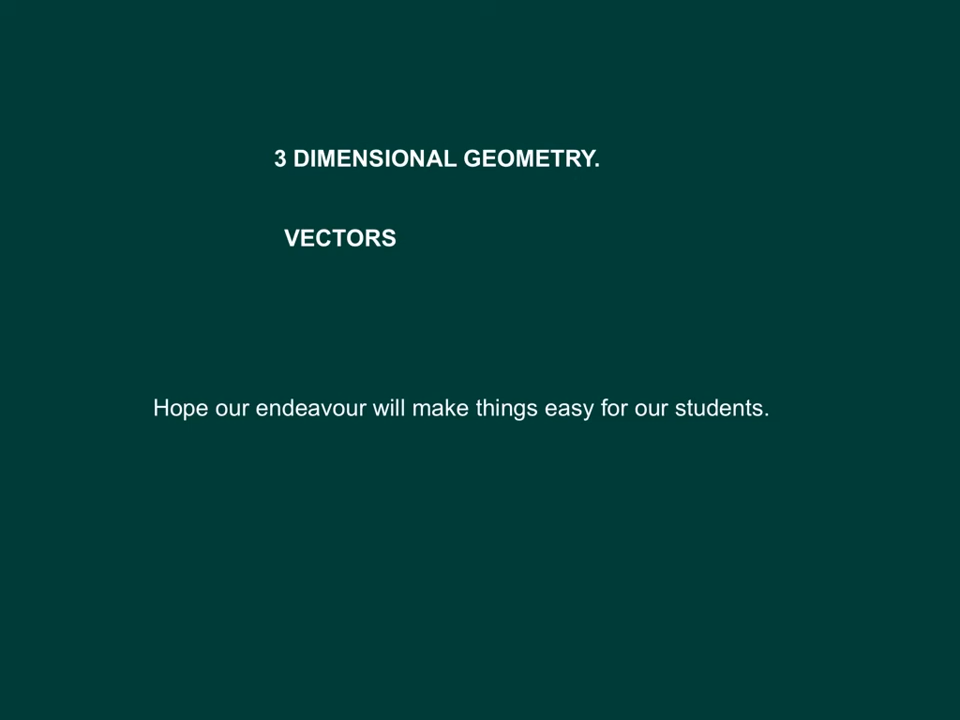 3 DIMENSIONAL GEOMETRY.
VECTORS
Hope our endeavour will make things easy for our students.